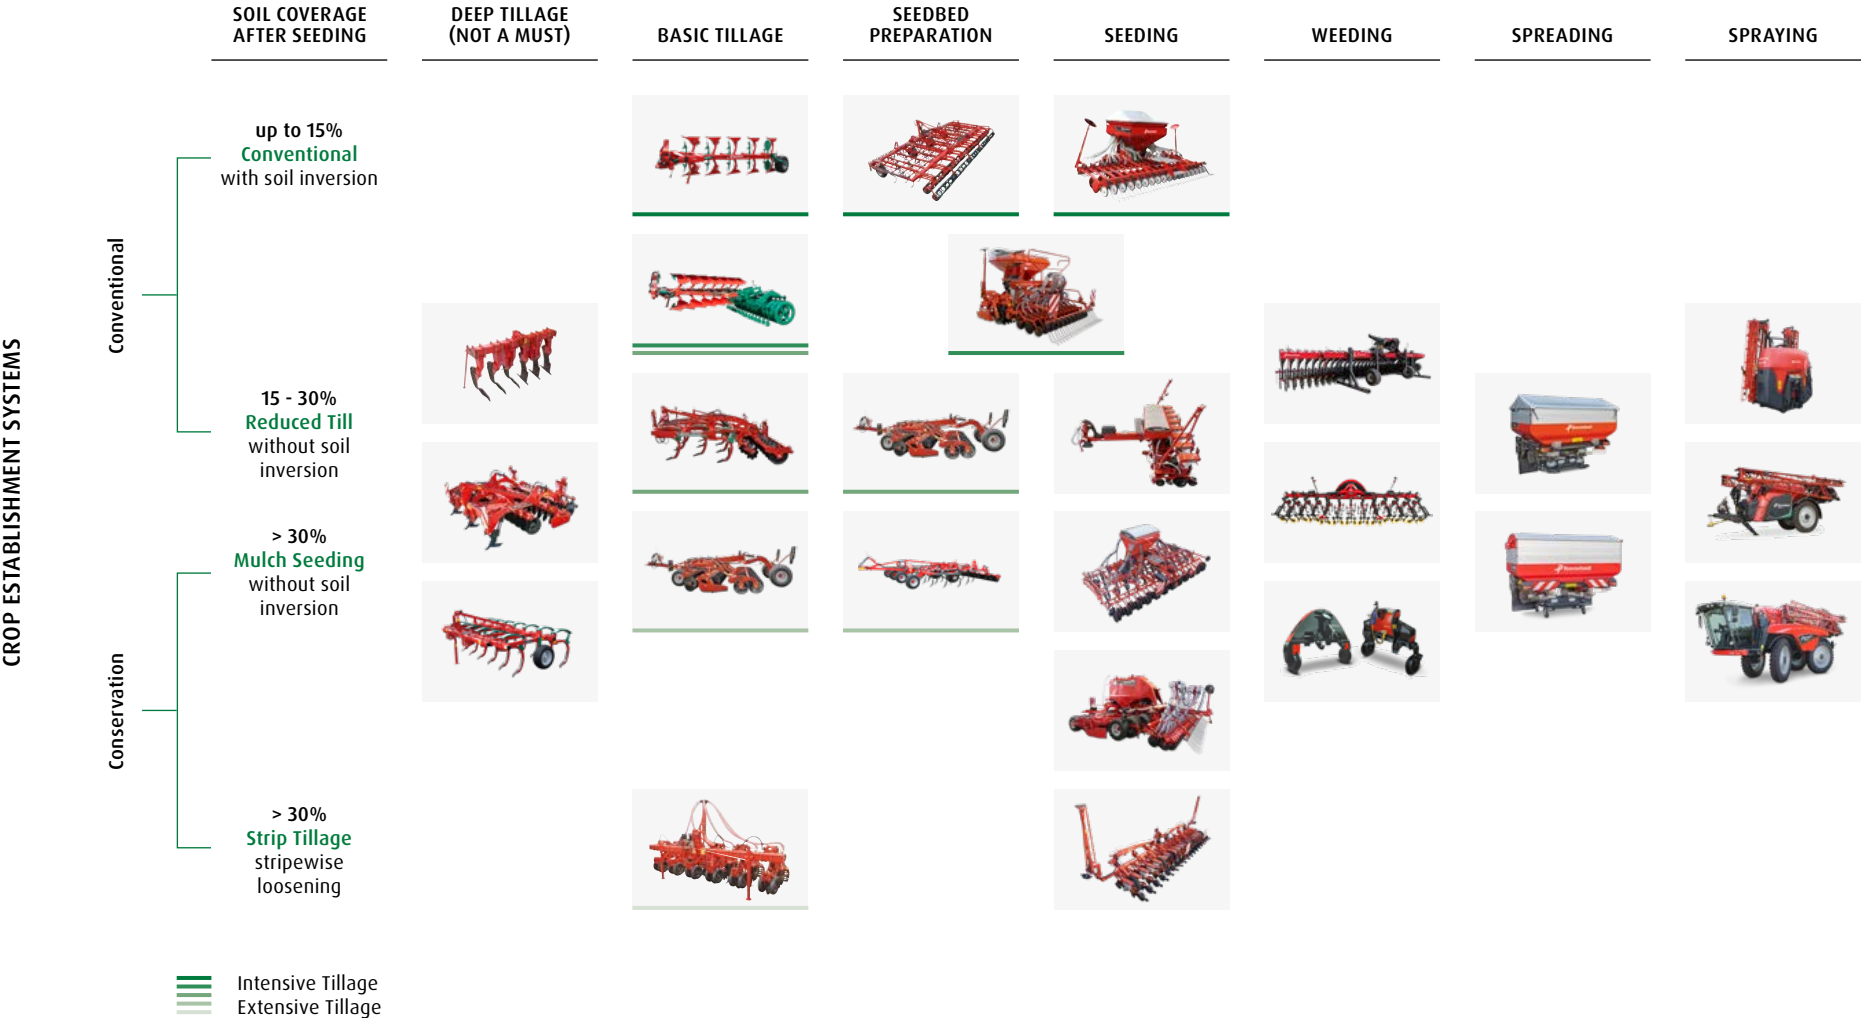 SOIL COVERAGE
AFTER SEEDING
DEEP TILLAGE
(NOT A MUST)
BASIC TILLAGE
SEEDBED
PREPARATION
SEEDING
WEEDING
SPREADING
SPRAYING
CROP ESTABLISHMENT SYSTEMS
Conventional
up to 15%
Conventional
with soil inversion
15 - 30%
Reduced Till
without soil
inversion
Conservation
> 30%
Mulch Seeding
without soil
inversion
> 30%
Strip Tillage
stripewise
loosening
Intensive Tillage
Extensive Tillage